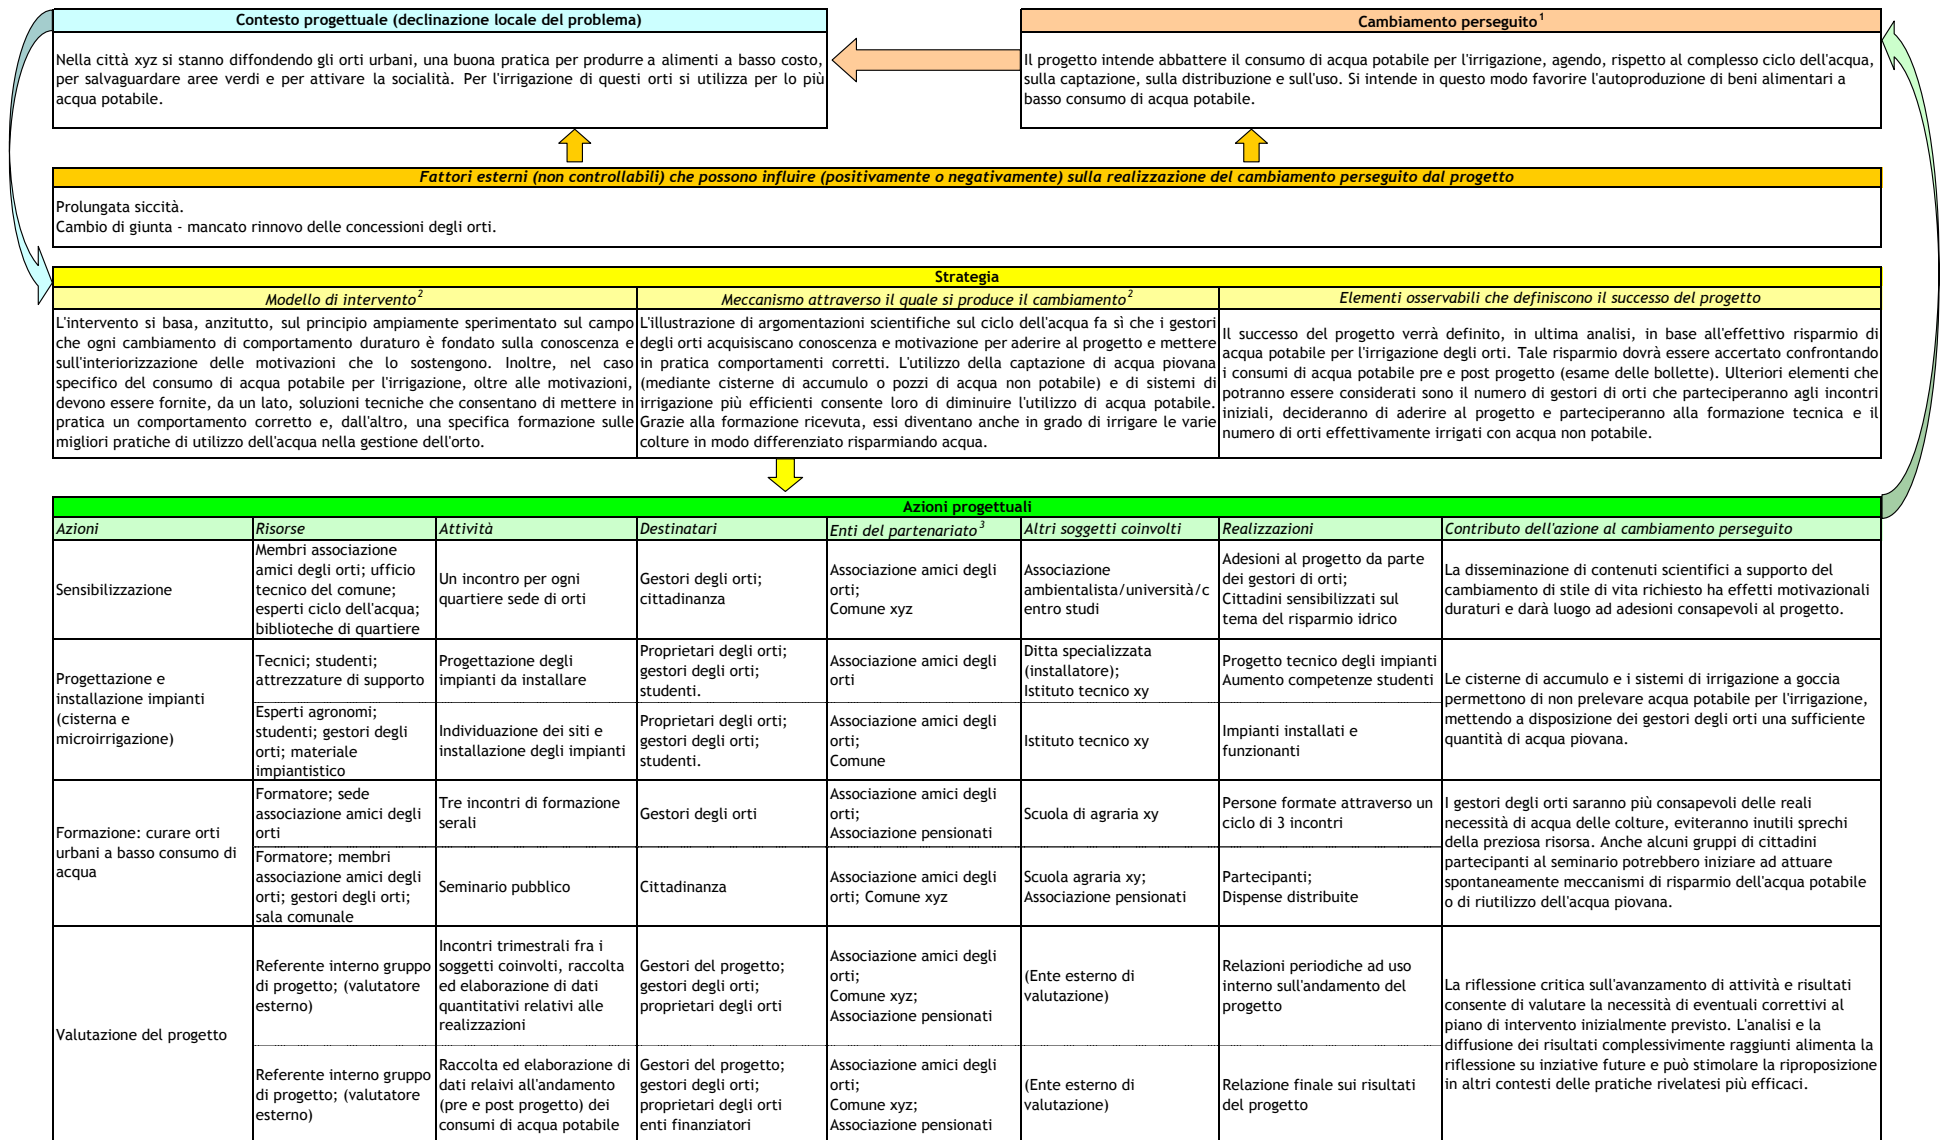 Contesto progettuale (declinazione locale del problema)
Nella città xyz si stanno diffondendo gli orti urbani, una buona pratica per produrre a alimenti a basso costo,
per salvaguardare aree verdi e per attivare la socialità. Per l'irrigazione di questi orti si utilizza per lo più
acqua potabile.
Cambiamento perseguito1
Il progetto intende abbattere il consumo di acqua potabile per l'irrigazione, agendo, rispetto al complesso ciclo dell'acqua,
sulla captazione, sulla distribuzione e sull'uso. Si intende in questo modo favorire l'autoproduzione di beni alimentari a
basso consumo di acqua potabile.
Fattori esterni (non controllabili) che possono influire (positivamente o negativamente) sulla realizzazione del cambiamento perseguito dal progetto
Prolungata siccità.
Cambio di giunta - mancato rinnovo delle concessioni degli orti.
Strategia
Modello di intervento2
L'intervento si basa, anzitutto, sul principio ampiamente sperimentato sul campo
che ogni cambiamento di comportamento duraturo è fondato sulla conoscenza e
sull'interiorizzazione delle motivazioni che lo sostengono. Inoltre, nel caso
specifico del consumo di acqua potabile per l'irrigazione, oltre alle motivazioni,
devono essere fornite, da un lato, soluzioni tecniche che consentano di mettere in
pratica un comportamento corretto e, dall'altro, una specifica formazione sulle
migliori pratiche di utilizzo dell'acqua nella gestione dell'orto.
Meccanismo attraverso il quale si produce il cambiamento2
L'illustrazione di argomentazioni scientifiche sul ciclo dell'acqua fa sì che i gestori
degli orti acquisiscano conoscenza e motivazione per aderire al progetto e mettere
in pratica comportamenti corretti. L'utilizzo della captazione di acqua piovana
(mediante cisterne di accumulo o pozzi di acqua non potabile) e di sistemi di
irrigazione più efficienti consente loro di diminuire l'utilizzo di acqua potabile.
Grazie alla formazione ricevuta, essi diventano anche in grado di irrigare le varie
colture in modo differenziato risparmiando acqua.
Elementi osservabili che definiscono il successo del progetto
Il successo del progetto verrà definito, in ultima analisi, in base all'effettivo risparmio di
acqua potabile per l'irrigazione degli orti. Tale risparmio dovrà essere accertato confrontando
i consumi di acqua potabile pre e post progetto (esame delle bollette). Ulteriori elementi che
potranno essere considerati sono il numero di gestori di orti che parteciperanno agli incontri
iniziali, decideranno di aderire al progetto e parteciperanno alla formazione tecnica e il
numero di orti effettivamente irrigati con acqua non potabile.
Azioni progettuali
Azioni
Risorse
Attività
Destinatari
Enti del partenariato3
Altri soggetti coinvolti
Realizzazioni
Contributo dell'azione al cambiamento perseguito
Sensibilizzazione
Membri associazione
amici degli orti; ufficio
tecnico del comune;
esperti ciclo dell'acqua;
biblioteche di quartiere
Un incontro per ogni
quartiere sede di orti
Gestori degli orti;
cittadinanza
Associazione amici degli
orti;
Comune xyz
Associazione
ambientalista/università/c
entro studi
Adesioni al progetto da parte
dei gestori di orti;
Cittadini sensibilizzati sul
tema del risparmio idrico
La disseminazione di contenuti scientifici a supporto del
cambiamento di stile di vita richiesto ha effetti motivazionali
duraturi e darà luogo ad adesioni consapevoli al progetto.
Progettazione e
installazione impianti
(cisterna e
microirrigazione)
Tecnici; studenti;
attrezzature di supporto
Progettazione degli
impianti da installare
Proprietari degli orti;
gestori degli orti;
studenti.
Associazione amici degli
orti
Ditta specializzata
(installatore);
Istituto tecnico xy
Progetto tecnico degli impianti
Aumento competenze studenti
Le cisterne di accumulo e i sistemi di irrigazione a goccia
permettono di non prelevare acqua potabile per l'irrigazione,
mettendo a disposizione dei gestori degli orti una sufficiente
quantità di acqua piovana.
Esperti agronomi;
studenti; gestori degli
orti; materiale
impiantistico
Individuazione dei siti e
installazione degli impianti
Proprietari degli orti;
gestori degli orti;
studenti.
Associazione amici degli
orti;
Comune
Istituto tecnico xy
Impianti installati e
funzionanti
Formazione: curare orti
urbani a basso consumo di
acqua
Formatore; sede
associazione amici degli
orti
Tre incontri di formazione
serali
Gestori degli orti
Associazione amici degli
orti;
Associazione pensionati
Scuola di agraria xy
Persone formate attraverso un
ciclo di 3 incontri
I gestori degli orti saranno più consapevoli delle reali
necessità di acqua delle colture, eviteranno inutili sprechi
della preziosa risorsa. Anche alcuni gruppi di cittadini
partecipanti al seminario potrebbero iniziare ad attuare
spontaneamente meccanismi di risparmio dell'acqua potabile
o di riutilizzo dell'acqua piovana.
Formatore; membri
associazione amici degli
orti; gestori degli orti;
sala comunale
Seminario pubblico
Cittadinanza
Associazione amici degli
orti; Comune xyz
Scuola agraria xy;
Associazione pensionati
Partecipanti;
Dispense distribuite
Valutazione del progetto
Referente interno gruppo
di progetto; (valutatore
esterno)
Incontri trimestrali fra i
soggetti coinvolti, raccolta
ed elaborazione di dati
quantitativi relativi alle
realizzazioni
Gestori del progetto;
gestori degli orti;
proprietari degli orti
Associazione amici degli
orti;
Comune xyz;
Associazione pensionati
(Ente esterno di
valutazione)
Relazioni periodiche ad uso
interno sull'andamento del
progetto
La riflessione critica sull'avanzamento di attività e risultati
consente di valutare la necessità di eventuali correttivi al
piano di intervento inizialmente previsto. L'analisi e la
diffusione dei risultati complessivimente raggiunti alimenta la
riflessione su inziative future e può stimolare la riproposizione
in altri contesti delle pratiche rivelatesi più efficaci.
Referente interno gruppo
di progetto; (valutatore
esterno)
Raccolta ed elaborazione di
dati relaivi all'andamento
(pre e post progetto) dei
consumi di acqua potabile
Gestori del progetto;
gestori degli orti;
proprietari degli orti
enti finanziatori
Associazione amici degli
orti;
Comune xyz;
Associazione pensionati
(Ente esterno di
valutazione)
Relazione finale sui risultati
del progetto